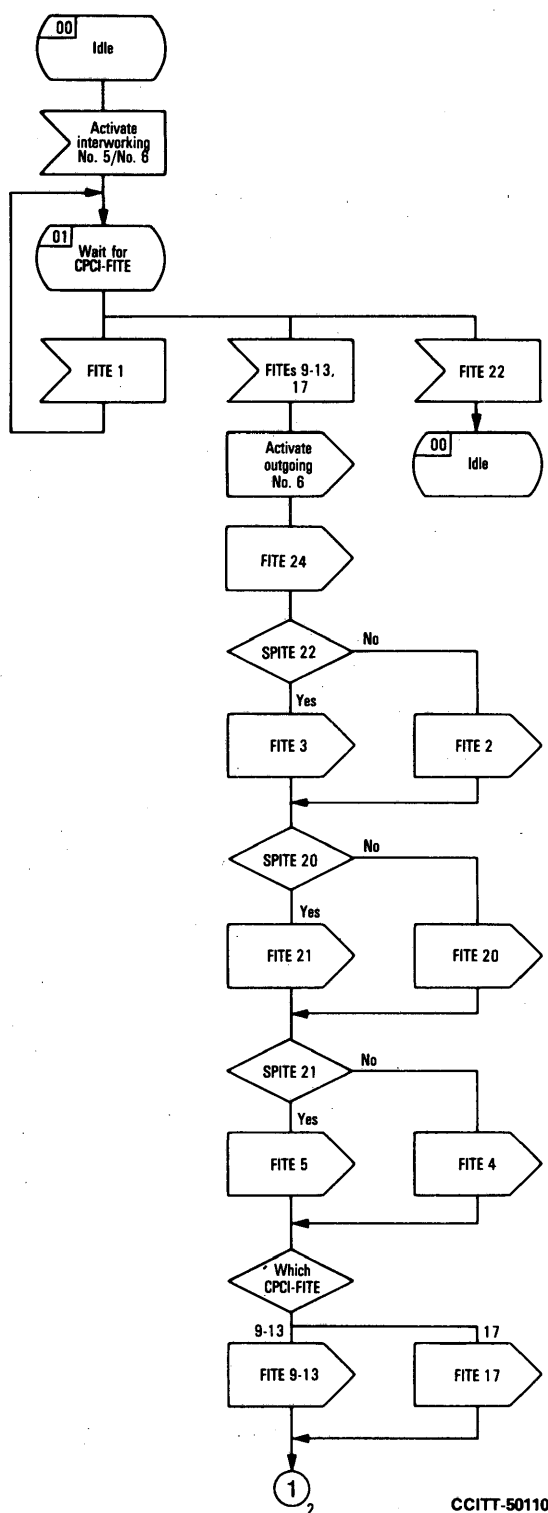 00
Idle
Activate
interworking
No. 5/No. 6
01
Wait for
CPCI-FITE
FITE 1
FITEs 9-13,
17
FITE 22
Activate
outgoing
No. 6
00
Idle
FITE 24
SPITE 22
No
Yes
FITE 3
FITE 2
SPITE 20
No
Yes
FITE 21
FITE 20
SPITE 21
No
Yes
FITE 5
FITE 4
Which
CPCI-FITE
9-13
17
FITE 9-13
FITE 17
1
2
CCITT-50110